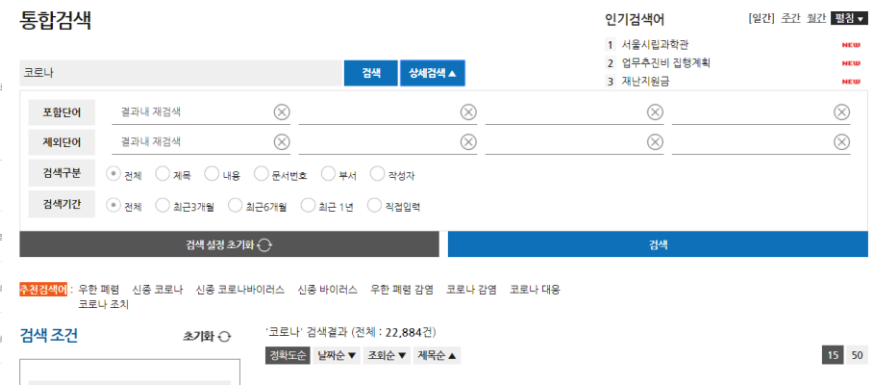 통합검색
인기검색어 [일간] 주간 월간 펼침 ▼
1 서울시립과학관 NEW
2 업무추진비 집행계획 NEW
3 재난지원금 NEW
코로나 검색 상세검색 ▲
포함단어 결과내 재검색
제외단어 결과내 재검색
검색구분 전체 제목 내용 문서번호 부서 작성자
검색기간 전체 최근3개월 최근6개월 최근 1년 직접입력
검색 설정 초기화 검색
추천검색어 : 우한 폐렴 신종 코로나 신종 코로나바이러스 신종 바이러스 우한 폐렴 감염 코로나 감염 코로나 대응
코로나 조치
검색 조건 초기화 '코로나' 검색결과 (전체 : 22,884건)
정확도순 날짜순 ▼ 조회순 ▼ 제목순 ▲ 15 50